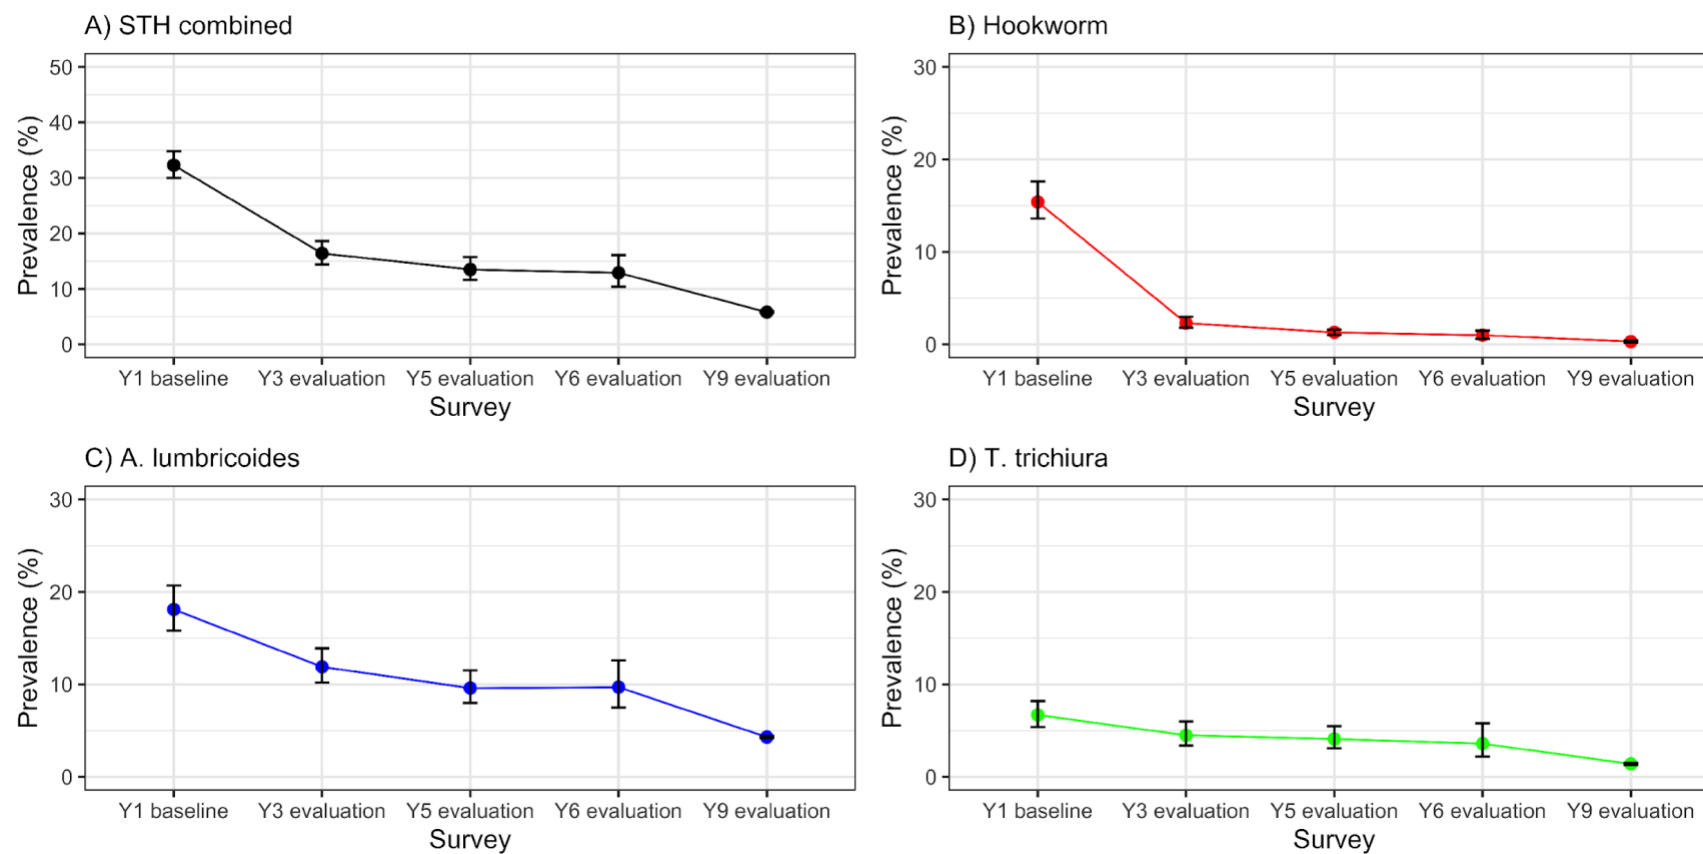 A) STH combined
Prevalence (%)
50
40
30
20
10
0
Y1 baseline Y3 evaluation Y5 evaluation Y6 evaluation Y9 evaluation
Survey
B) Hookworm
Prevalence (%)
30
20
10
0
Y1 baseline Y3 evaluation Y5 evaluation Y6 evaluation Y9 evaluation
Survey
C) A. lumbricoides
Prevalence (%)
30
20
10
0
Y1 baseline Y3 evaluation Y5 evaluation Y6 evaluation Y9 evaluation
Survey
D) T. trichiura
Prevalence (%)
30
20
10
0
Y1 baseline Y3 evaluation Y5 evaluation Y6 evaluation Y9 evaluation
Survey